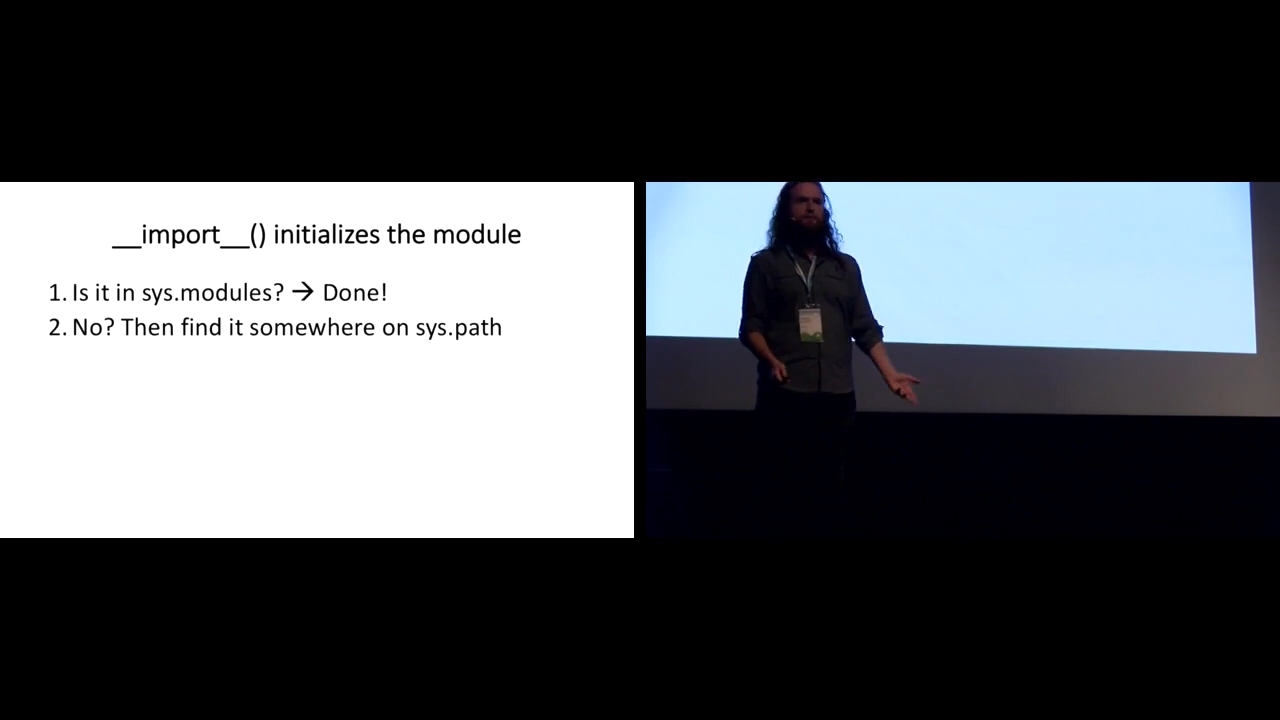 __import__() initializes the module
1. Is it in sys.modules? → Done!
2. No? Then find it somewhere on sys.path